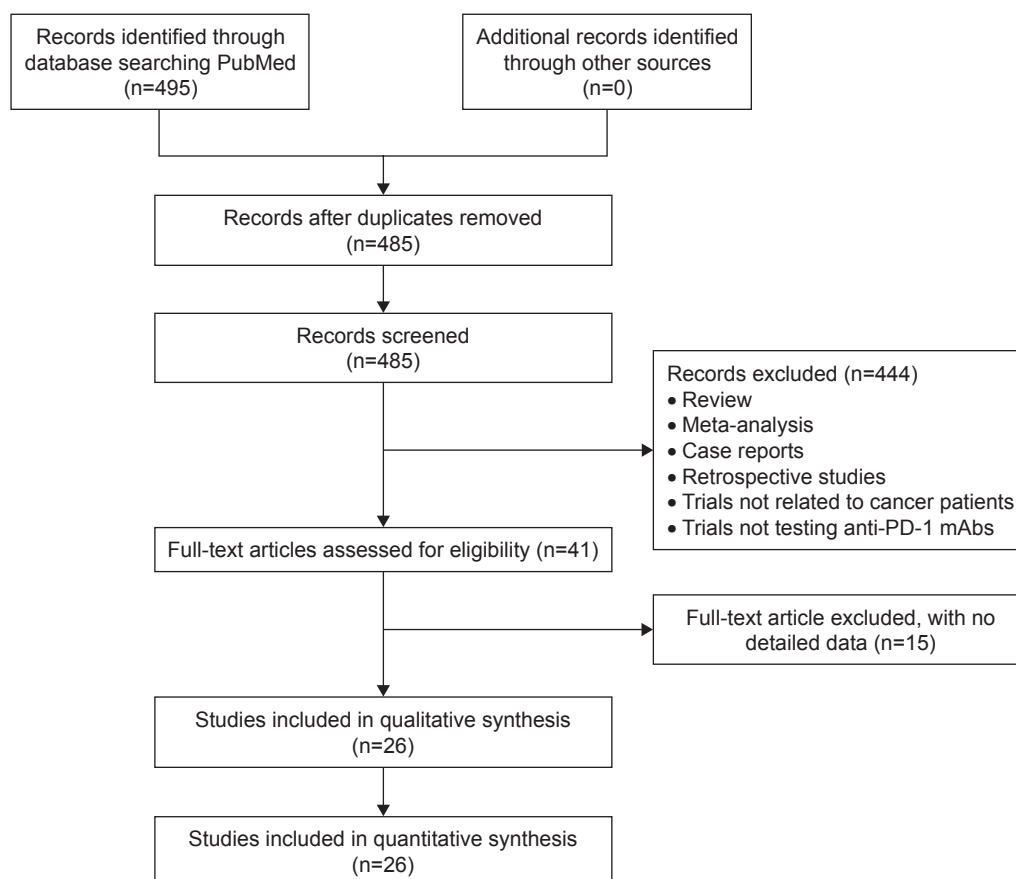 Records identified through
database searching PubMed
(n=495)
Additional records identified
through other sources
(n=0)
Records after duplicates removed
(n=485)
Records screened
(n=485)
Records excluded (n=444)
• Review
• Meta-analysis
• Case reports
• Retrospective studies
• Trials not related to cancer patients
• Trials not testing anti-PD-1 mAbs
Full-text articles assessed for eligibility (n=41)
Full-text article excluded, with no
detailed data (n=15)
Studies included in qualitative synthesis
(n=26)
Studies included in quantitative synthesis
(n=26)